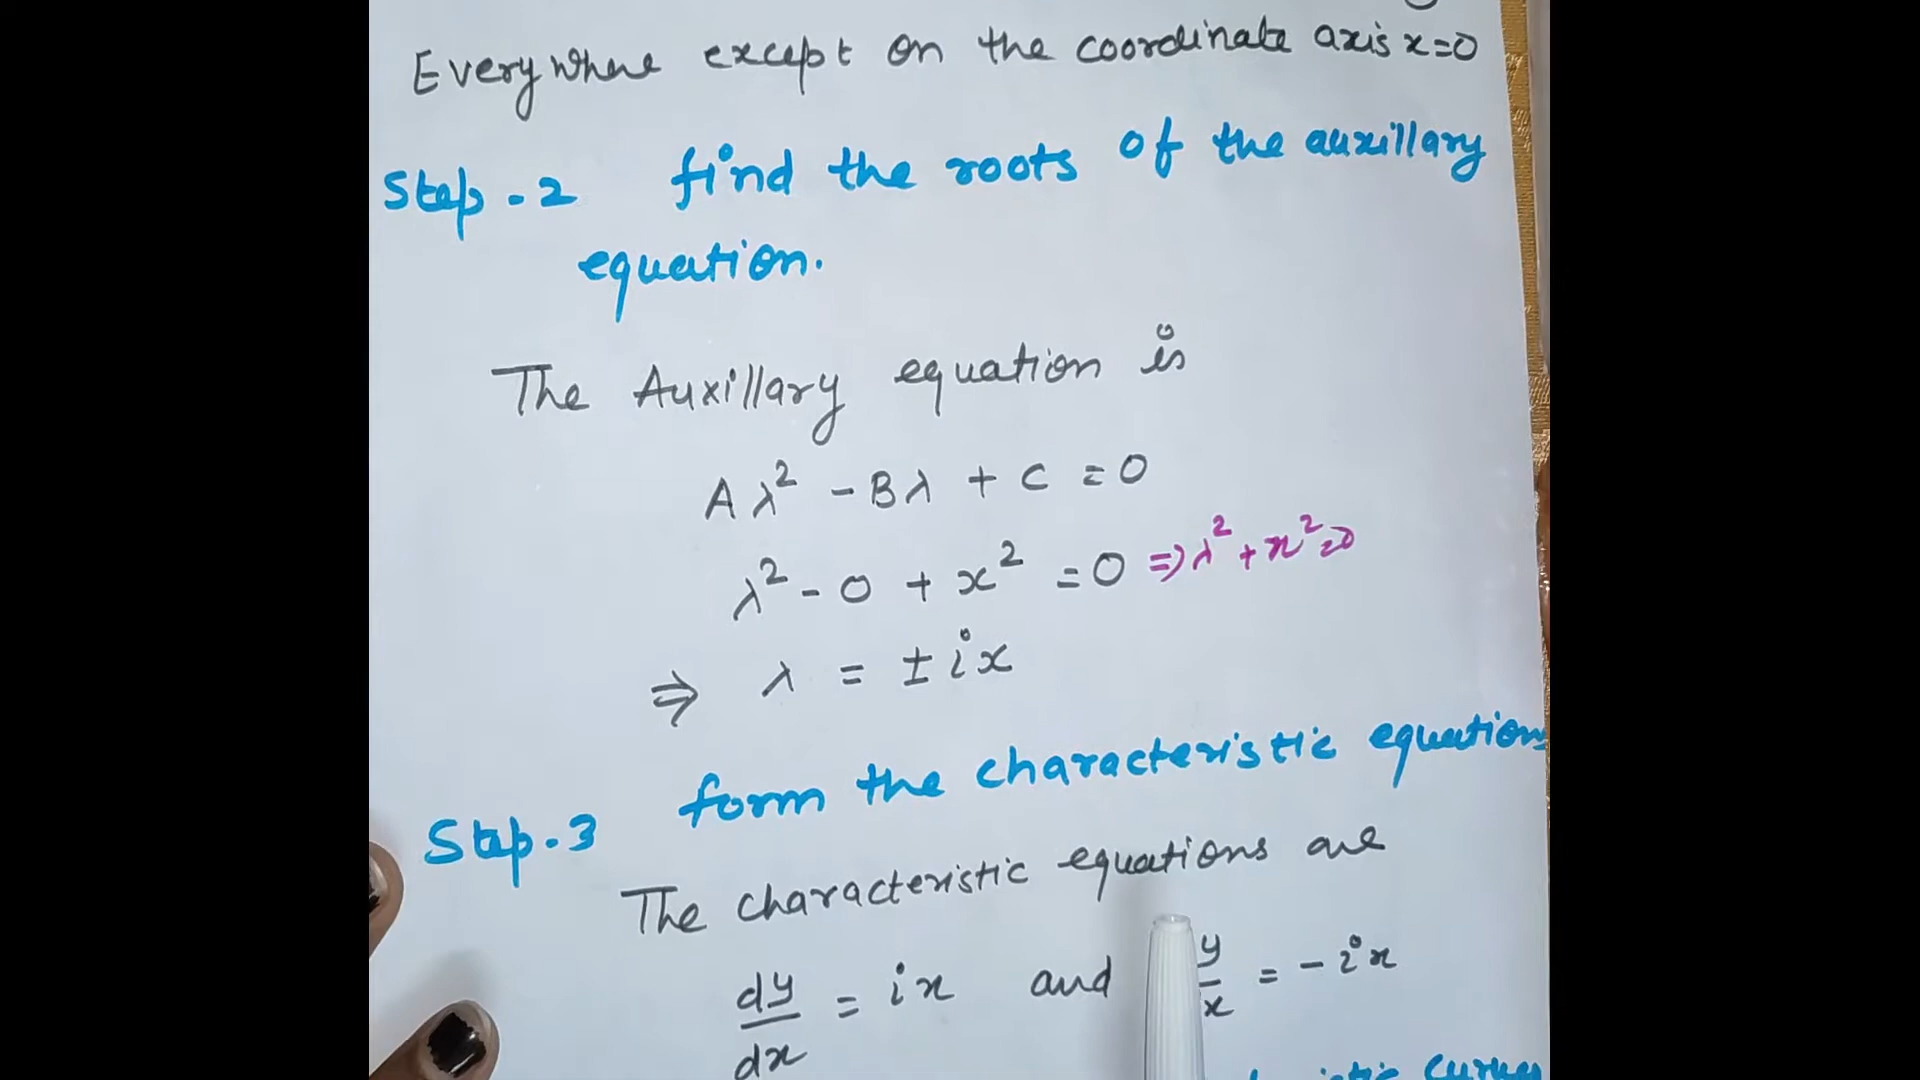 Everywhere except on the coordinate axis x=0
Step-2 find the roots of the auxillary
equation.
The Auxillary equation is
Aλ² - Bλ + C = 0
λ² - 0 + x² = 0 ⇒ λ² + x² = 0
⇒ λ = ± ix
Step-3 form the characteristic equations
The characteristic equations are
dy/dx = ix and y/x = -ix